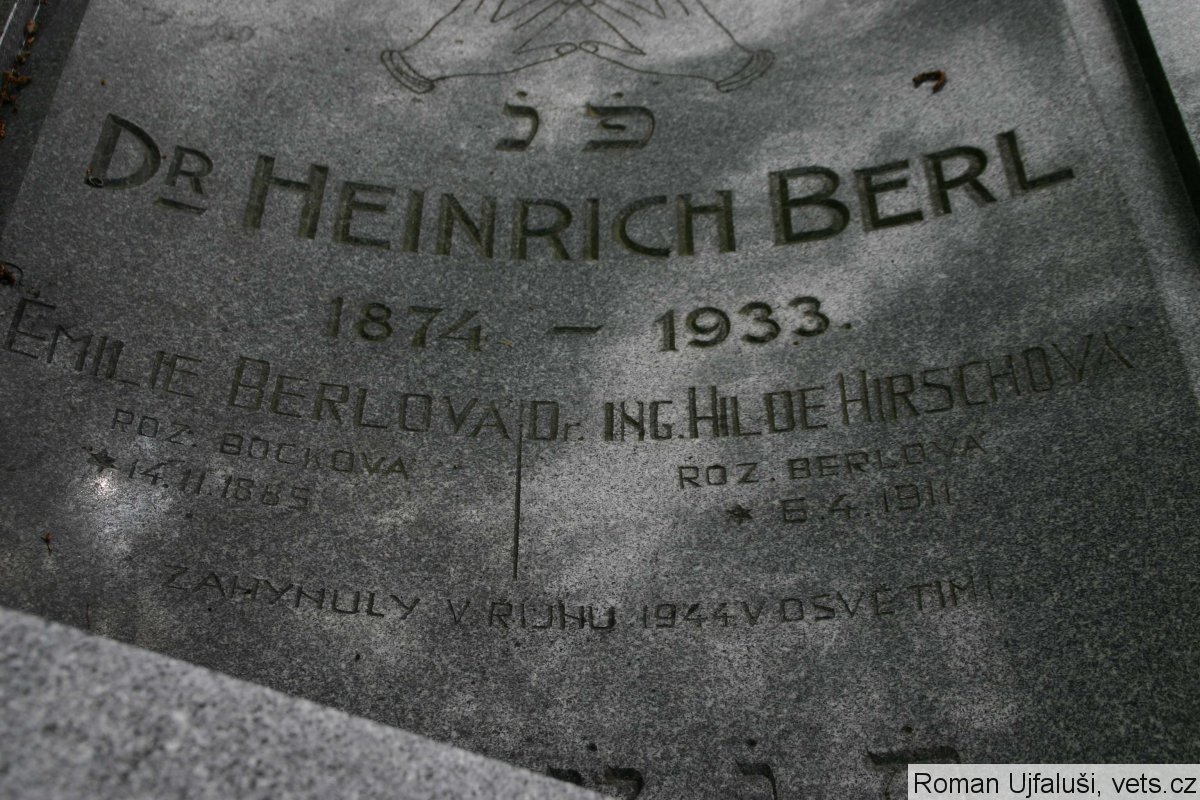 פ׳ נ׳
DR HEINRICH BERL
1874. – 1933.
EMILIE BERLOVÁ
ROZ. BOCKOVÁ
* 14.11.1885
Dr. ING. HILDE HIRSCHOVÁ
ROZ. BERLOVÁ
* 6.4.1911
ZAHYNULY V ŘÍJNU 1944 V OSVĚTIMI
Roman Ujfaluši, vets.cz